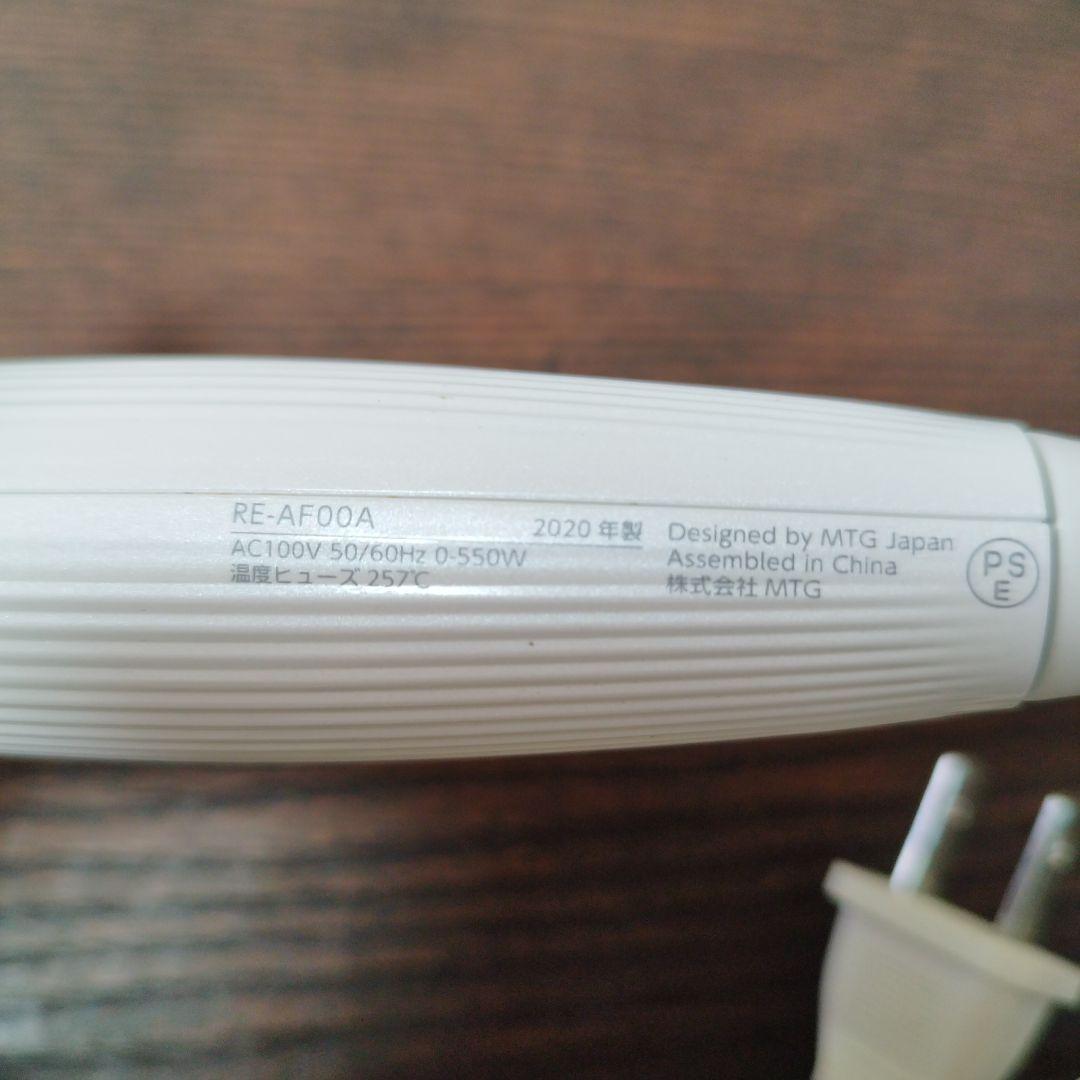 RE-AF00A
2020 年製
AC100V 50/60Hz 0-550W
温度ヒューズ 257℃
Designed by MTG Japan
Assembled in China
株式会社 MTG
PS
E